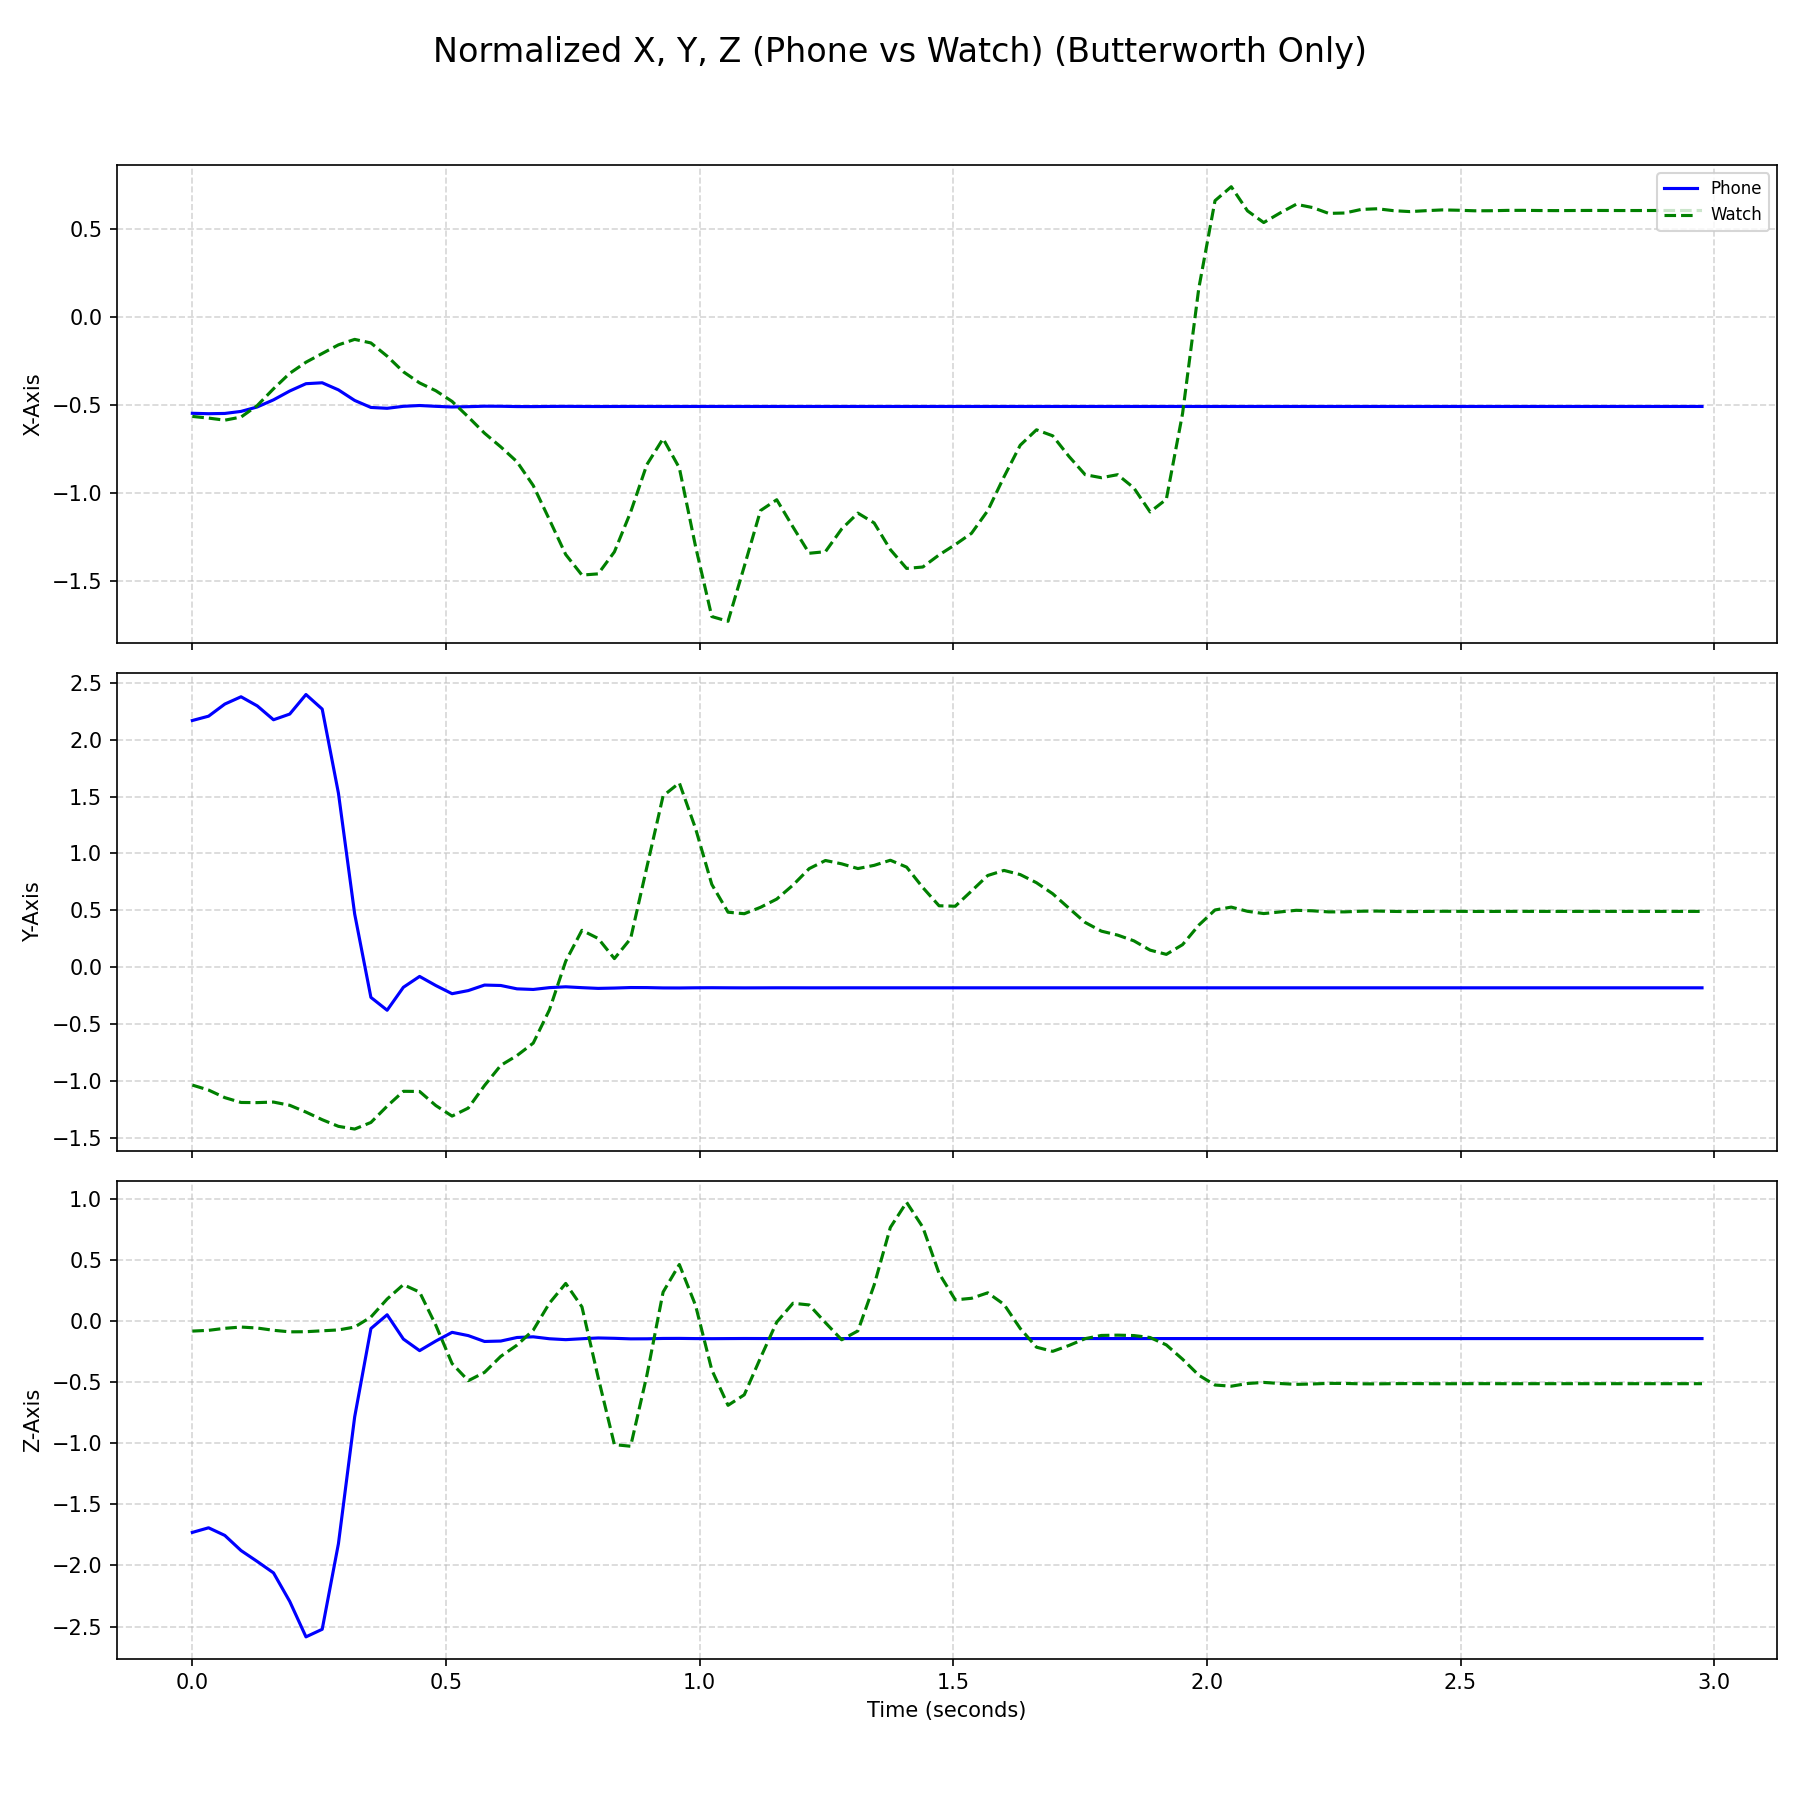 Normalized X, Y, Z (Phone vs Watch) (Butterworth Only)
Phone
Watch
0.5
0.0
−0.5
−1.0
−1.5
X-Axis
2.5
2.0
1.5
1.0
0.5
0.0
−0.5
−1.0
−1.5
Y-Axis
1.0
0.5
0.0
−0.5
−1.0
−1.5
−2.0
−2.5
Z-Axis
0.0 0.5 1.0 1.5 2.0 2.5 3.0
Time (seconds)